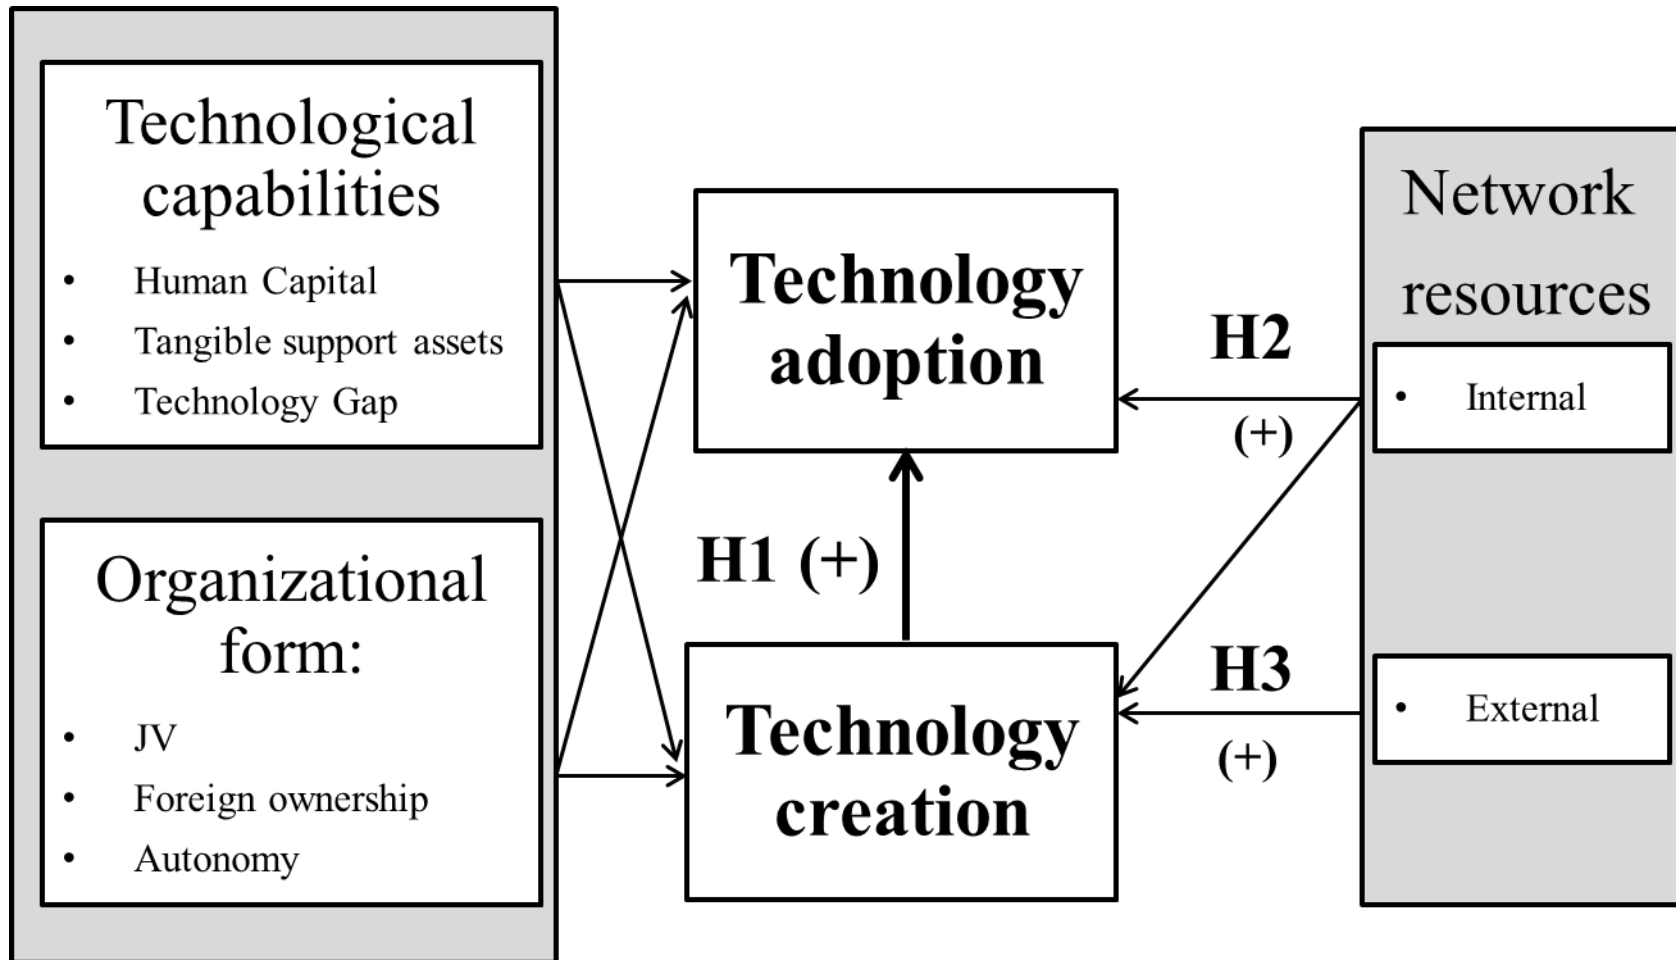 Technological
capabilities
• Human Capital
• Tangible support assets
• Technology Gap
Organizational
form:
• JV
• Foreign ownership
• Autonomy
Technology
adoption
H1 (+)
Technology
creation
H2
(+)
H3
(+)
Network
resources
• Internal
• External